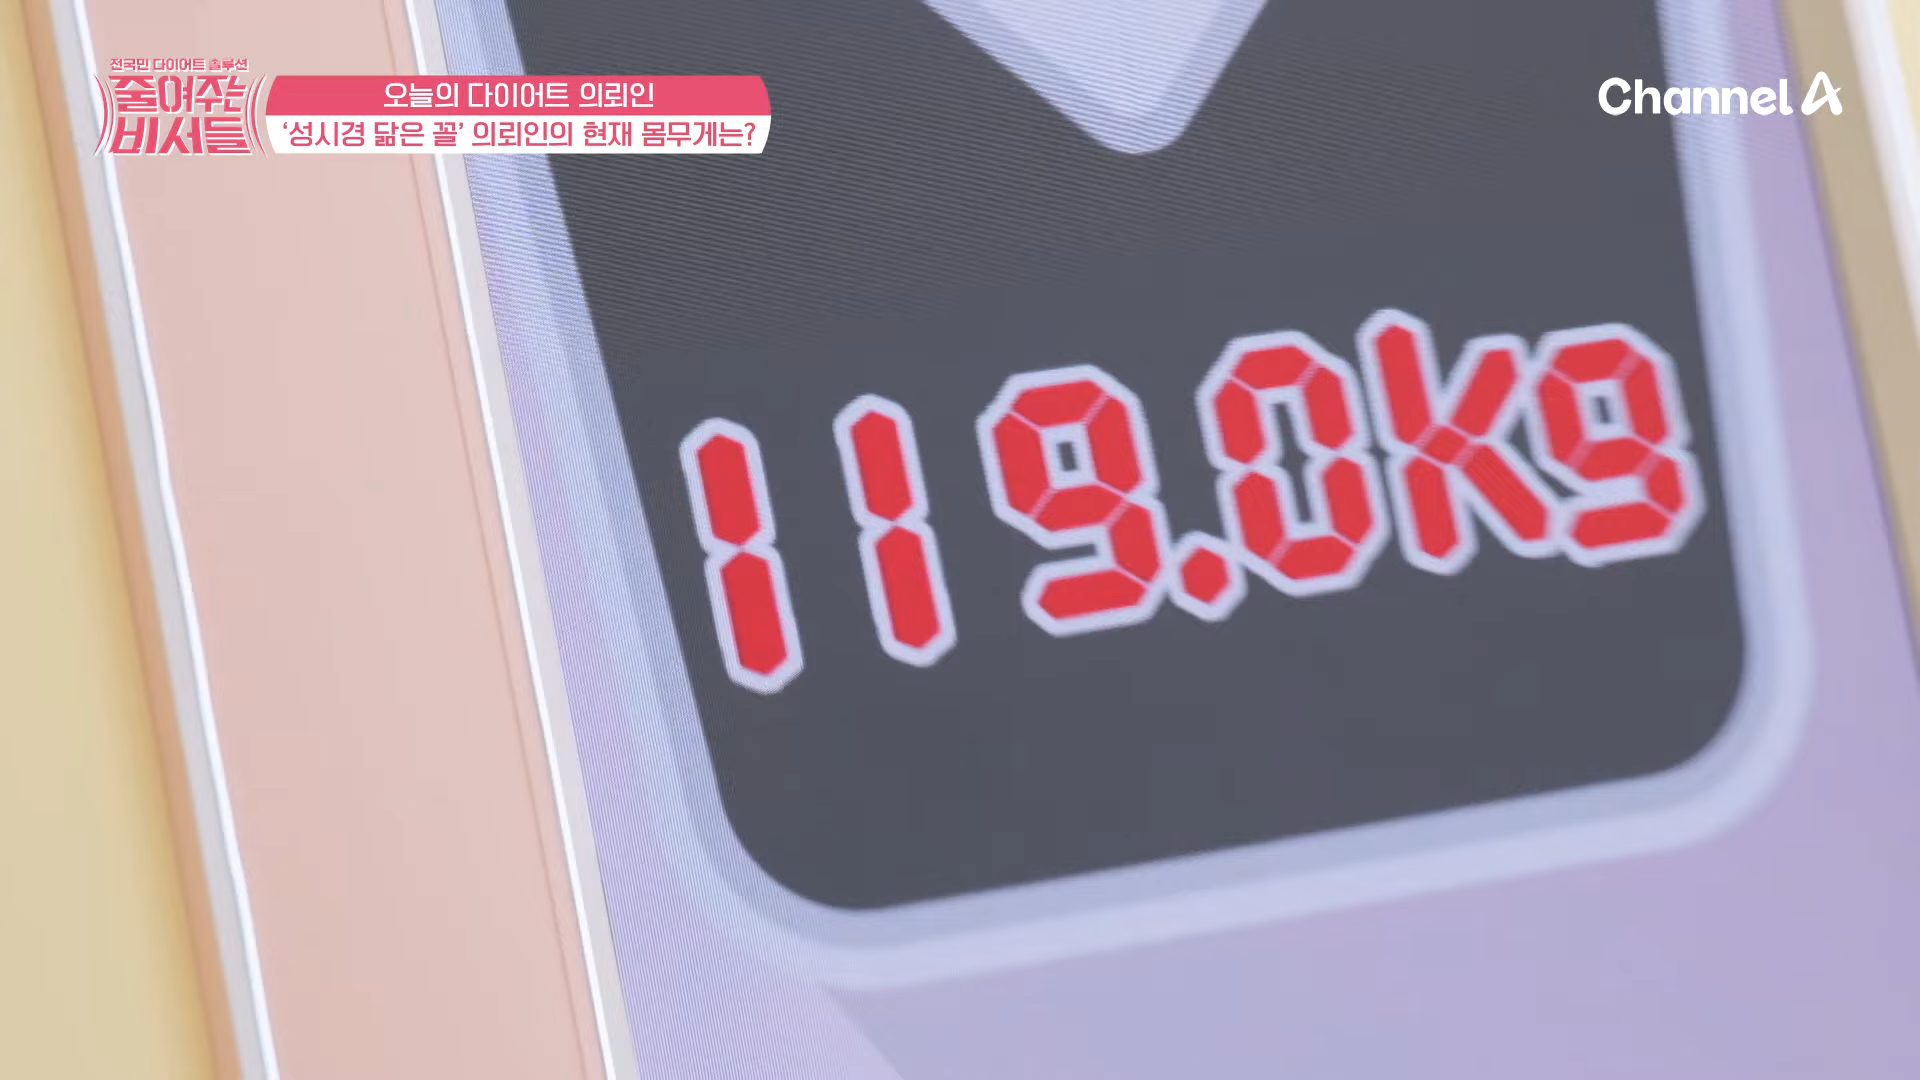 전국민 다이어트 솔루션
줄여주는
비서들
오늘의 다이어트 의뢰인
‘성시경 닮은 꼴’ 의뢰인의 현재 몸무게는?
Channel A
119.0kg